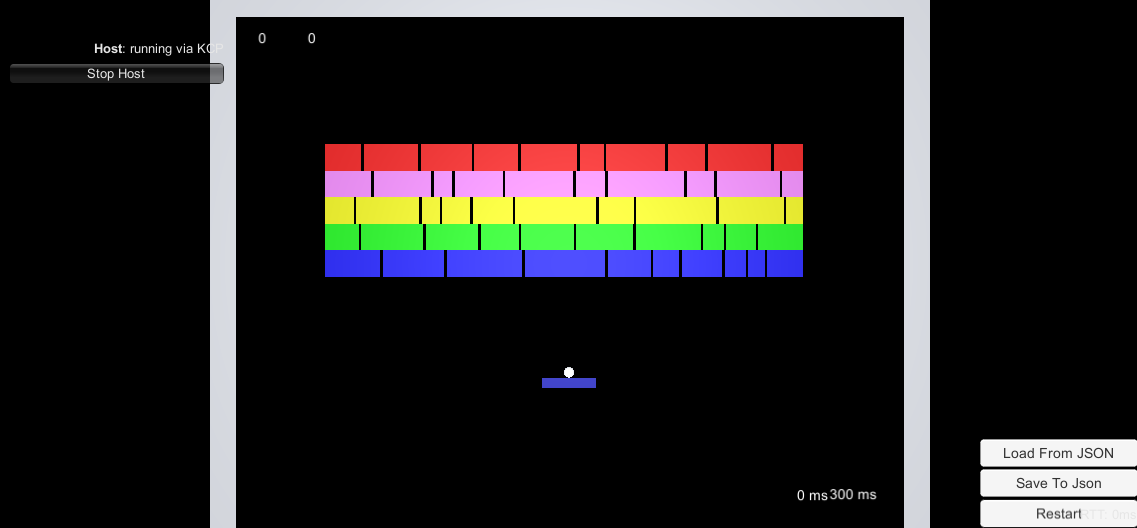 0 0
Host: running via KCP
Stop Host
Load From JSON
Save To Json
0 ms 300 ms
Restart RTT: 0ms